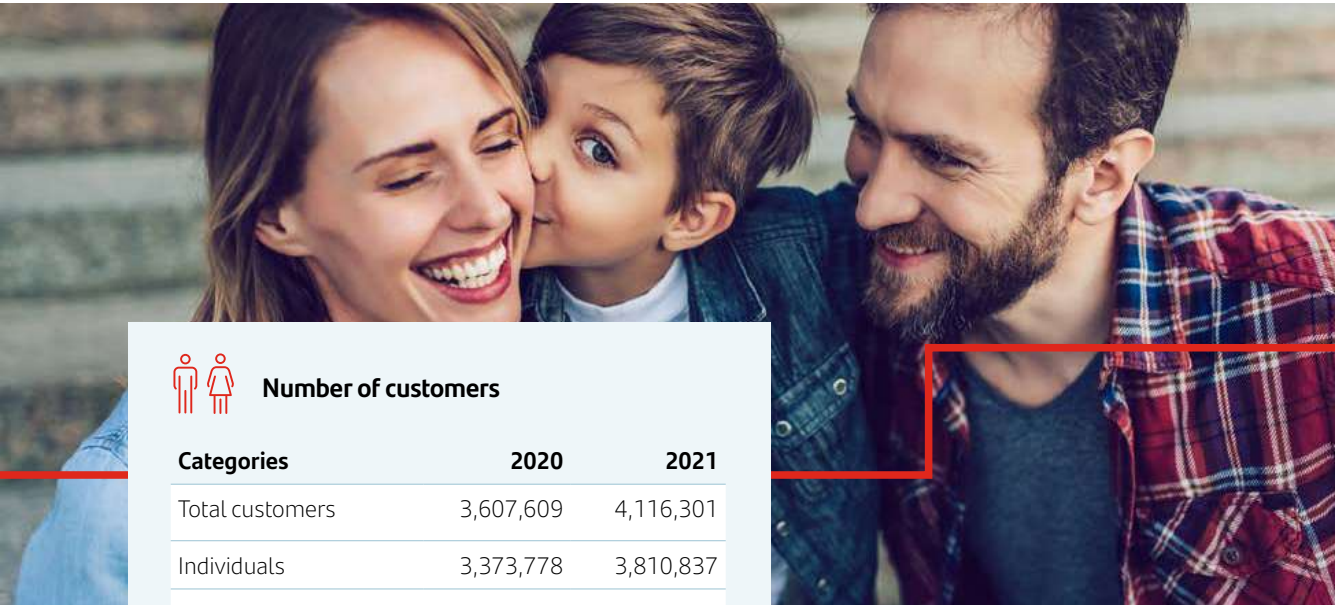 Number of customers
Categories 2020 2021
Total customers 3,607,609 4,116,301
Individuals 3,373,778 3,810,837